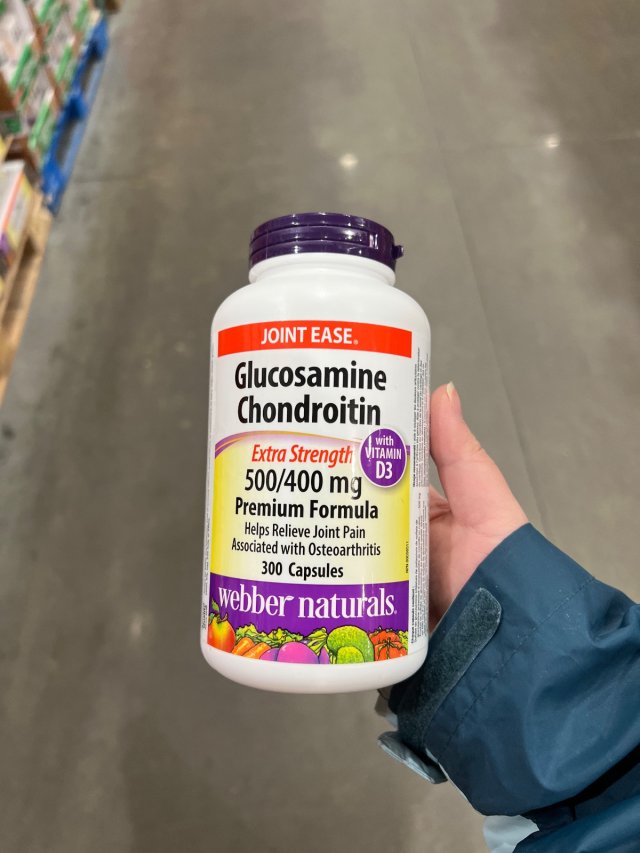 JOINT EASE®
Glucosamine
Chondroitin
with
VITAMIN
D3
Extra Strength
500/400 mg
Premium Formula
Helps Relieve Joint Pain
Associated with Osteoarthritis
300 Capsules
webber naturals®